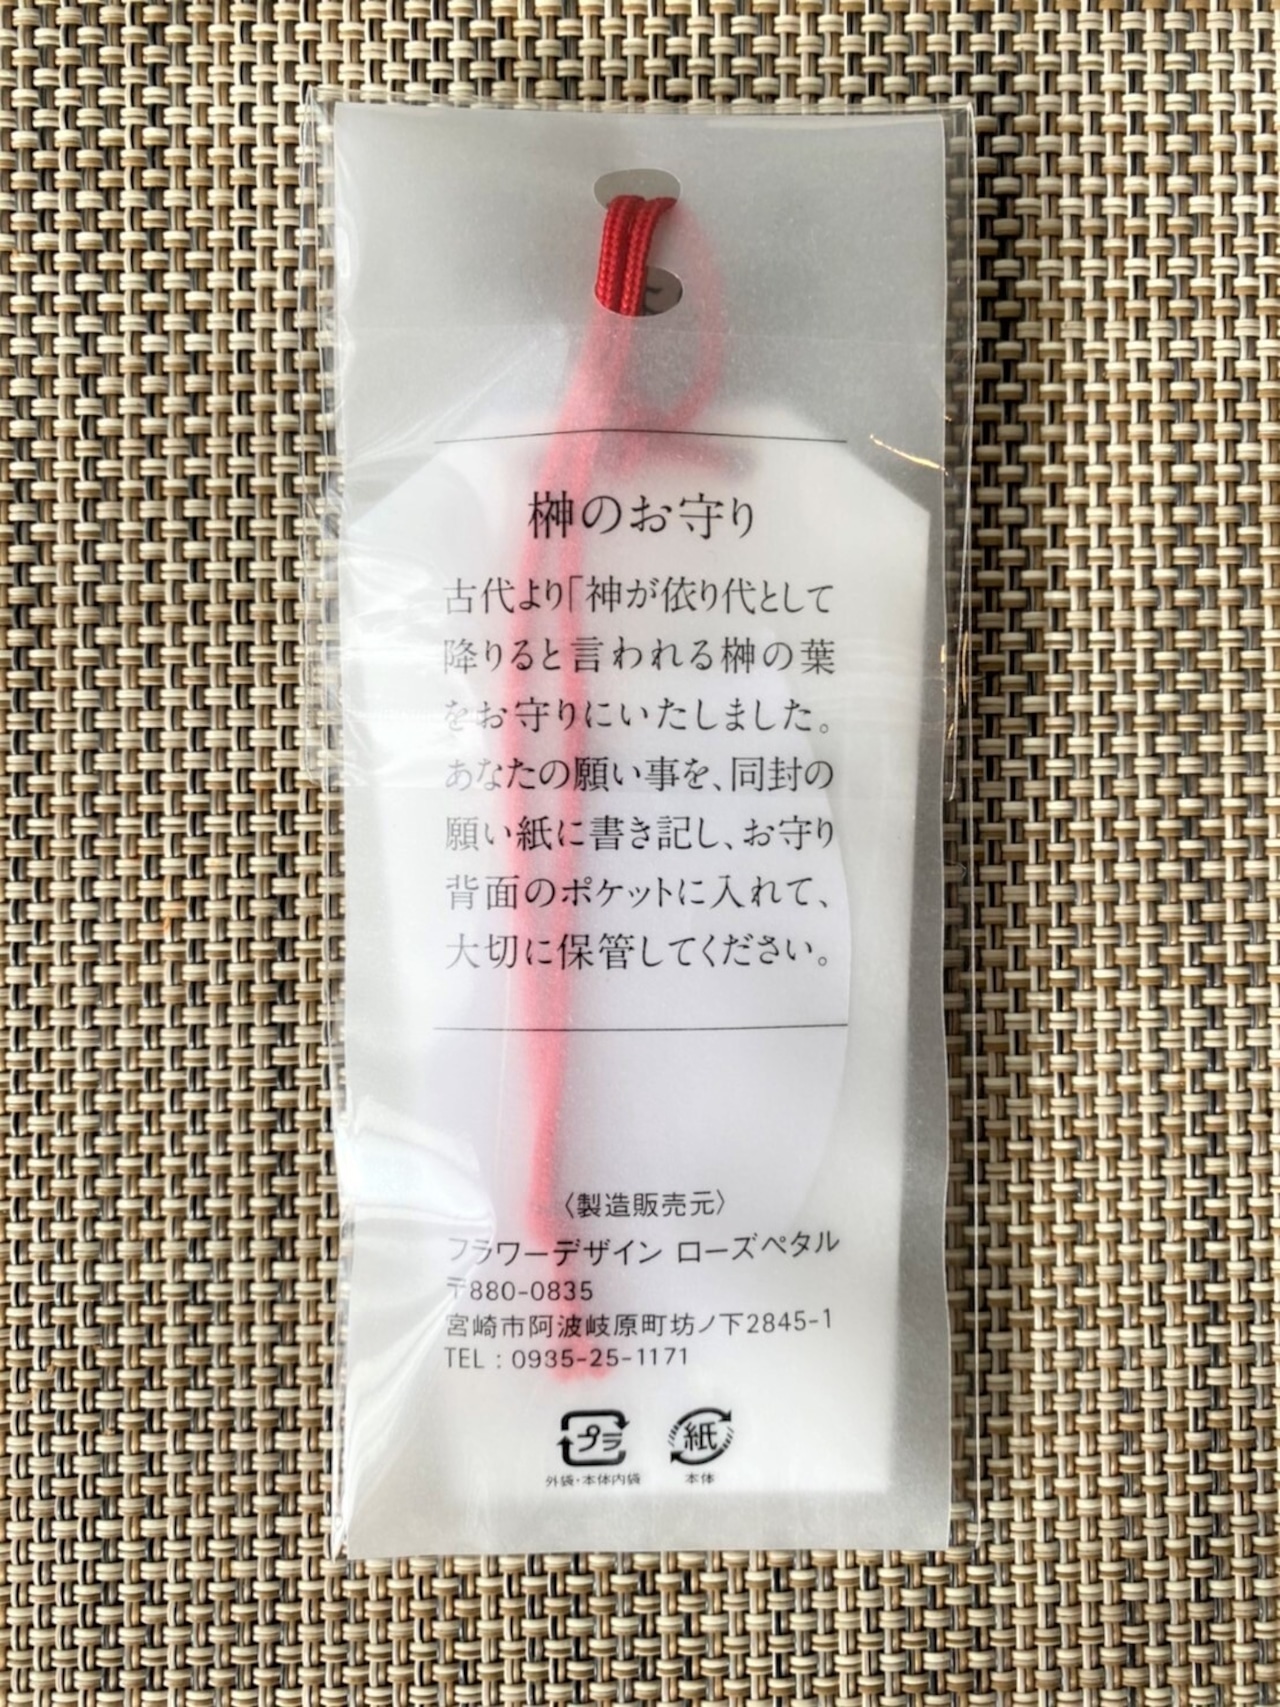 榊のお守り
古代より「神が依り代として
降りると言われる榊の葉
をお守りにいたしました。
あなたの願い事を、同封の
願い紙に書き記し、お守り
背面のポケットに入れて、
大切に保管してください。
〈製造販売元〉
フラワーデザイン ローズペタル
〒880-0835
宮崎市阿波岐原町坊ノ下2845-1
TEL : 0935-25-1171
プラ 紙
外袋・本体内袋 本体